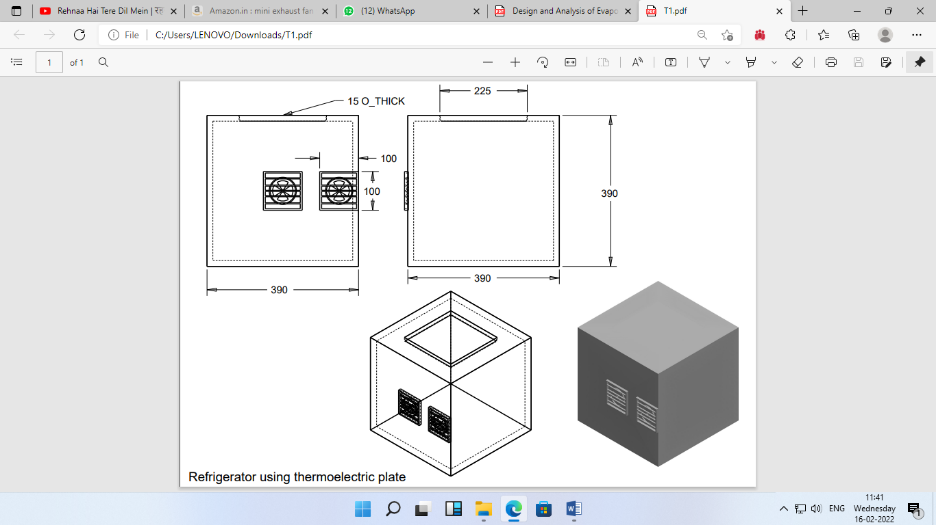 Rehnaa Hai Tere Dil Mein | रह
Amazon.in : mini exhaust fan
(12) WhatsApp
Design and Analysis of Evapo
T1.pdf
File
C:/Users/LENOVO/Downloads/T1.pdf
1
of 1
225
15 O_THICK
100
100
390
390
390
Refrigerator using thermoelectric plate
11:41
ENG
Wednesday
16-02-2022
1